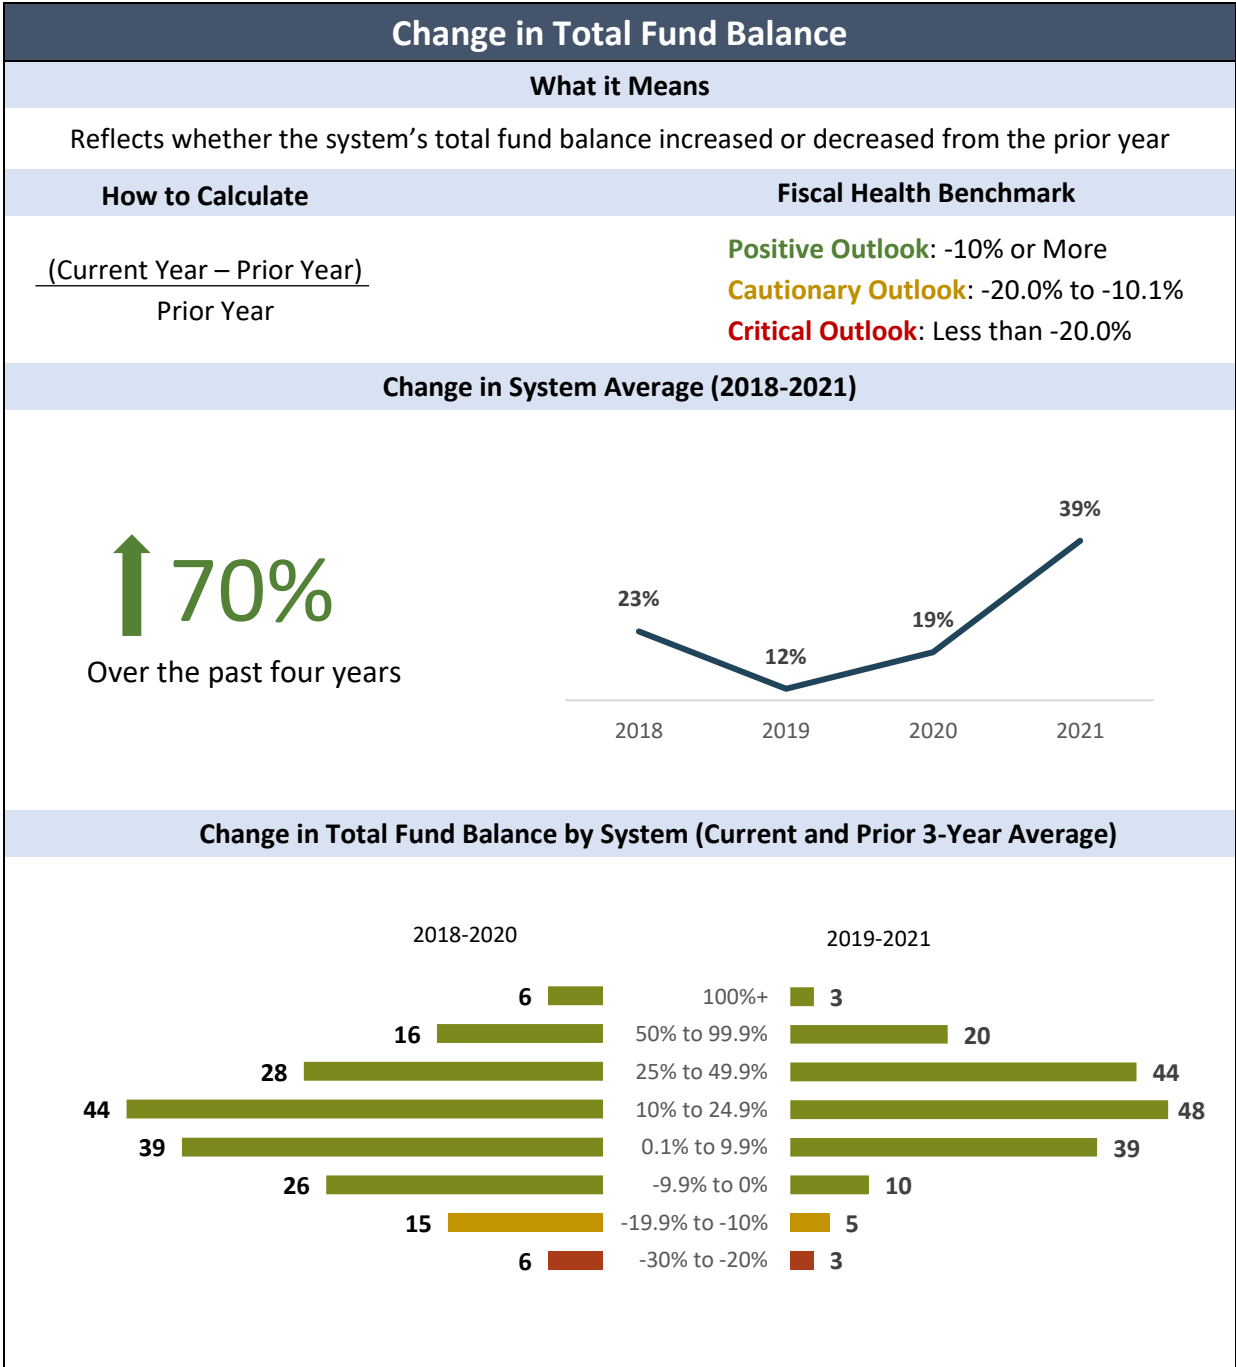 Change in Total Fund Balance
What it Means
Reflects whether the system's total fund balance increased or decreased from the prior year
How to Calculate
Fiscal Health Benchmark
(Current Year – Prior Year)
Prior Year
Positive Outlook: -10% or More
Cautionary Outlook: -20.0% to -10.1%
Critical Outlook: Less than -20.0%
Change in System Average (2018-2021)
70%
Over the past four years
23%
12%
19%
39%
2018 2019 2020 2021
Change in Total Fund Balance by System (Current and Prior 3-Year Average)
2018-2020 2019-2021
6 100%+ 3
16 50% to 99.9% 20
28 25% to 49.9% 44
44 10% to 24.9% 48
39 0.1% to 9.9% 39
26 -9.9% to 0% 10
15 -19.9% to -10% 5
6 -30% to -20% 3